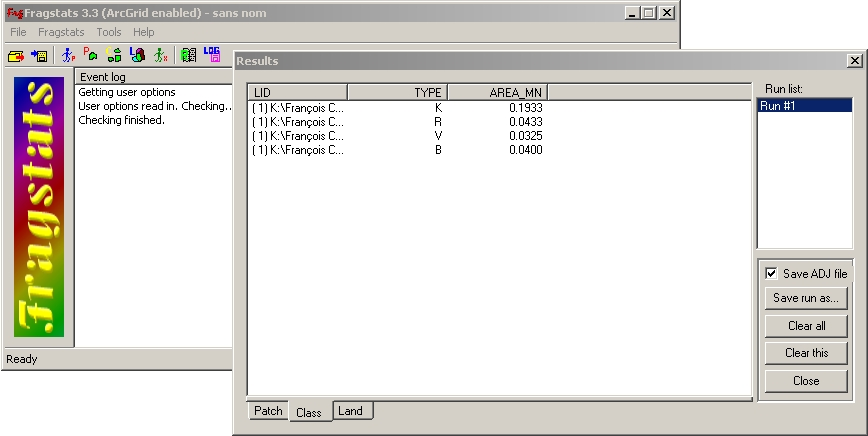 Fragstats 3.3 (ArcGrid enabled) - sans nom
File Fragstats Tools Help
Event log
Getting user options
User options read in. Checking..
Checking finished.
Fragstats
Ready
Results
LID TYPE AREA_MN
( 1) K:\François C... K 0.1933
( 1) K:\François C... R 0.0433
( 1) K:\François C... V 0.0325
( 1) K:\François C... B 0.0400
Patch Class Land
Run list:
Run #1
Save ADJ file
Save run as...
Clear all
Clear this
Close